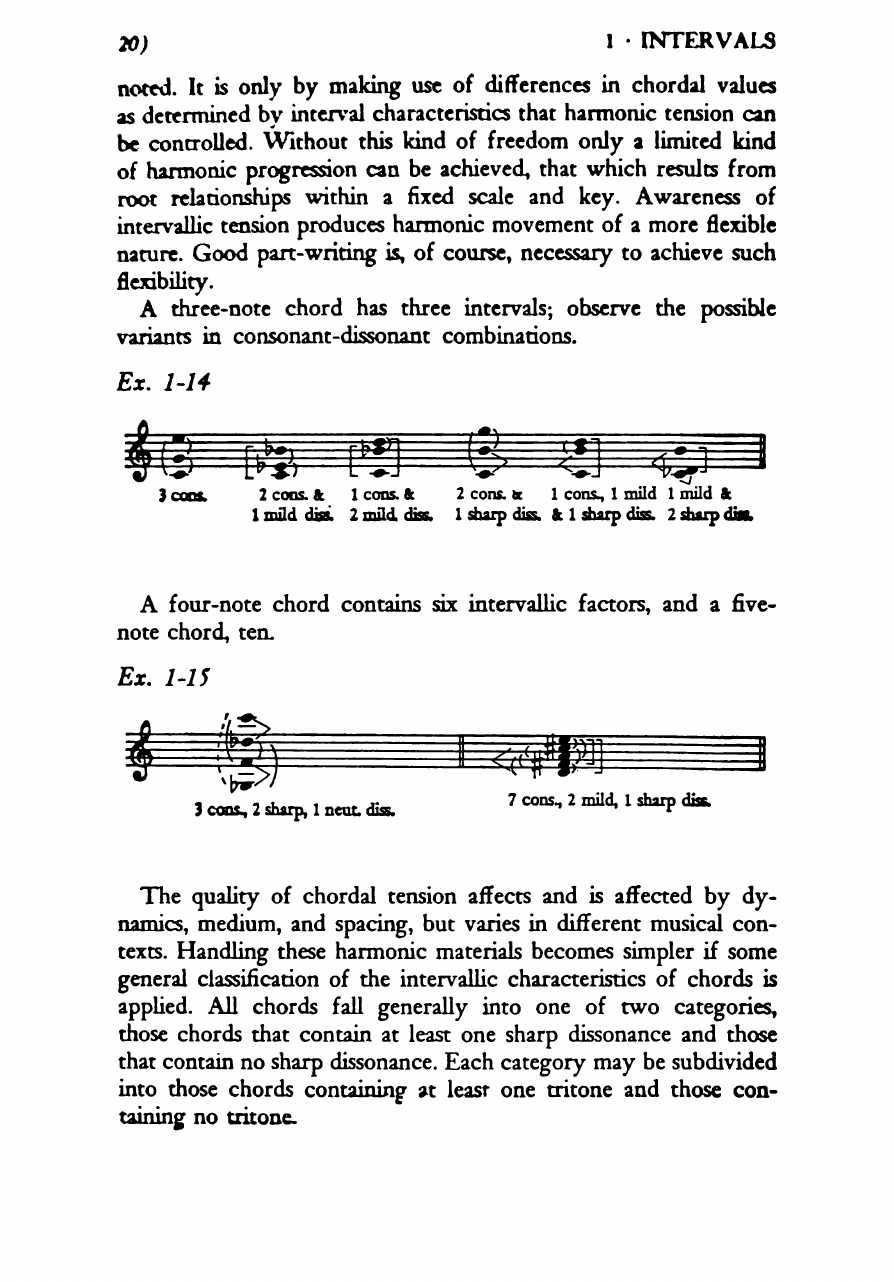 20) 1 · INTERVALS
noted. It is only by making use of differences in chordal values
as determined by interval characteristics that harmonic tension can
be controlled. Without this kind of freedom only a limited kind
of harmonic progression can be achieved, that which results from
root relationships within a fixed scale and key. Awareness of
intervallic tension produces harmonic movement of a more flexible
nature. Good part-writing is, of course, necessary to achieve such
flexibility.
A three-note chord has three intervals; observe the possible
variants in consonant-dissonant combinations.
Ex. 1-14
3 cons. 2 cons. & 1 cons. & 2 cons. & 1 cons., 1 mild 1 mild &
1 mild diss. 2 mild diss. 1 sharp diss. & 1 sharp diss. 2 sharp diss.
A four-note chord contains six intervallic factors, and a five-
note chord, ten.
Ex. 1-15
3 cons., 2 sharp, 1 neut. diss. 7 cons., 2 mild, 1 sharp diss.
The quality of chordal tension affects and is affected by dy-
namics, medium, and spacing, but varies in different musical con-
texts. Handling these harmonic materials becomes simpler if some
general classification of the intervallic characteristics of chords is
applied. All chords fall generally into one of two categories,
those chords that contain at least one sharp dissonance and those
that contain no sharp dissonance. Each category may be subdivided
into those chords containing at least one tritone and those con-
taining no tritone.